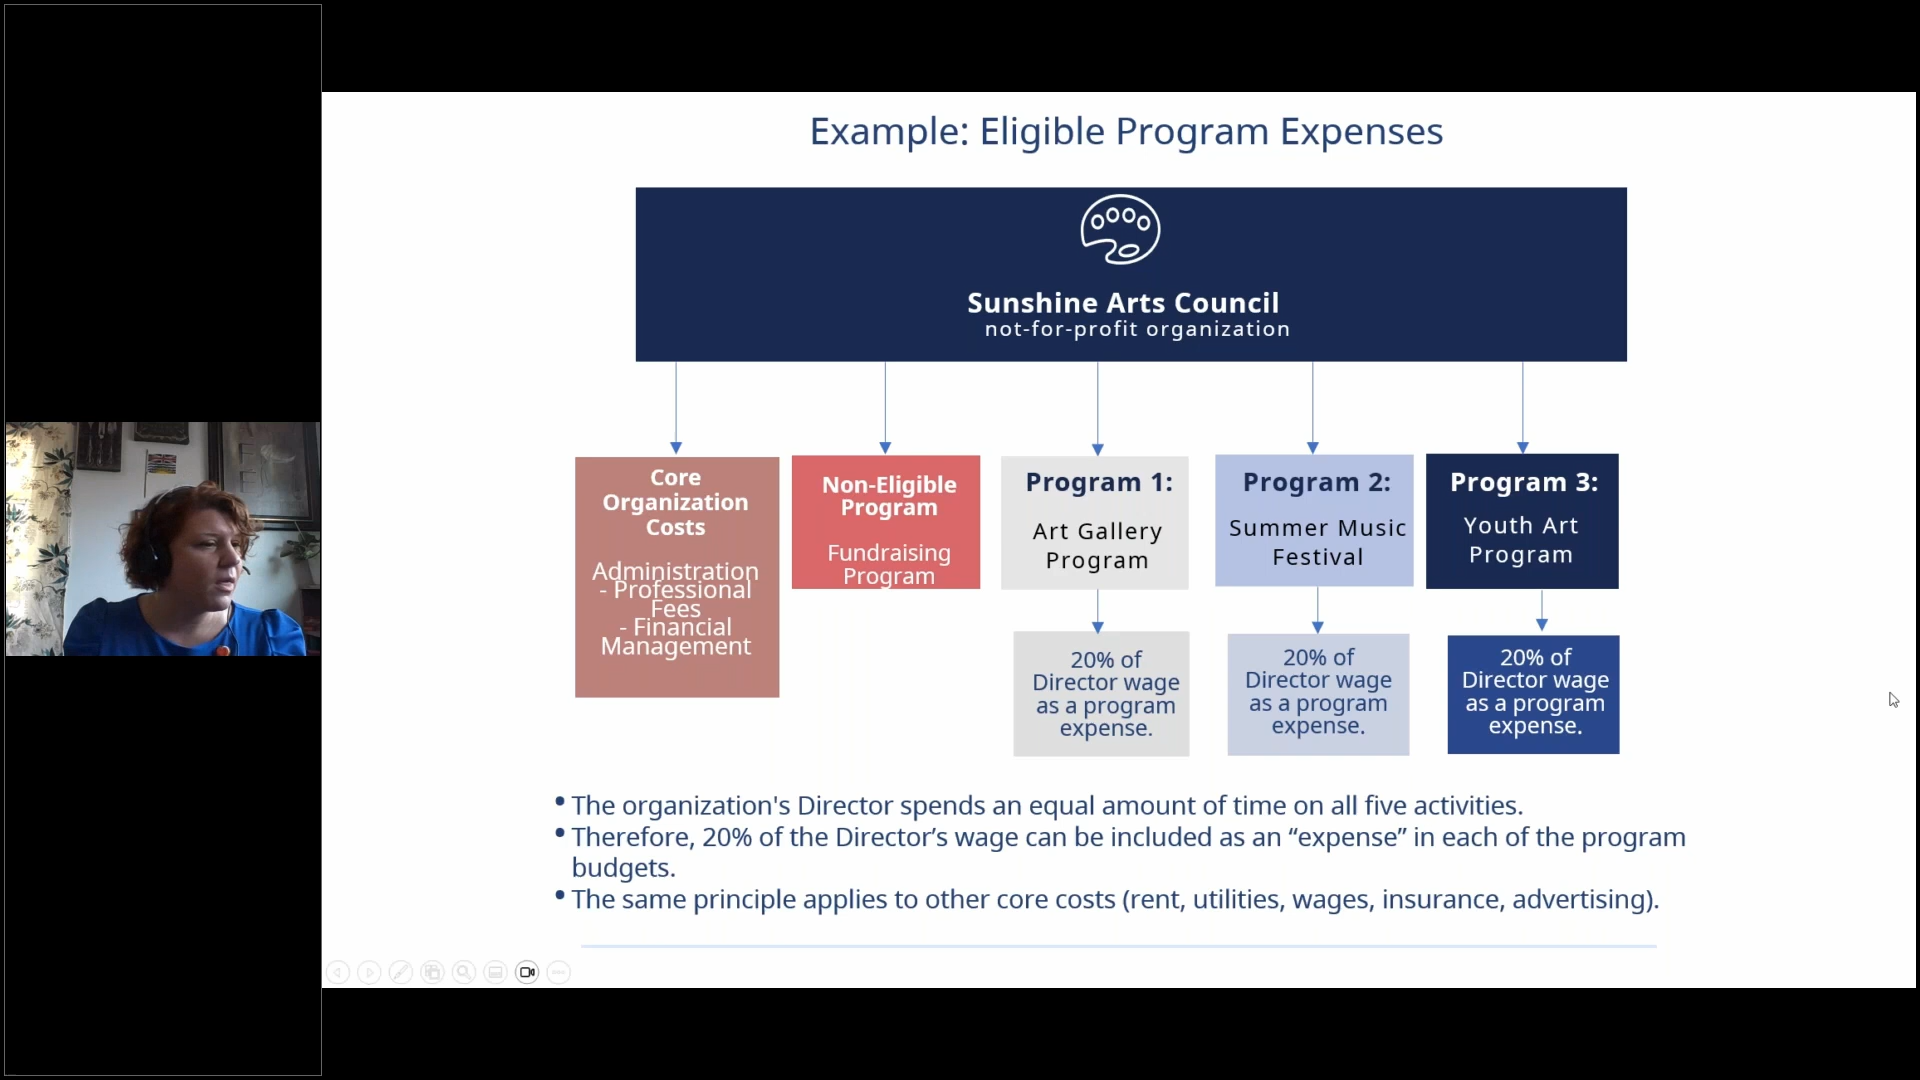 Example: Eligible Program Expenses
Sunshine Arts Council
not-for-profit organization
Core
Organization
Costs
Administration
- Professional
Fees
- Financial
Management
Non-Eligible
Program
Fundraising
Program
Program 1:
Art Gallery
Program
Program 2:
Summer Music
Festival
Program 3:
Youth Art
Program
20% of
Director wage
as a program
expense.
20% of
Director wage
as a program
expense.
20% of
Director wage
as a program
expense.
• The organization's Director spends an equal amount of time on all five activities.
• Therefore, 20% of the Director’s wage can be included as an “expense” in each of the program
budgets.
• The same principle applies to other core costs (rent, utilities, wages, insurance, advertising).